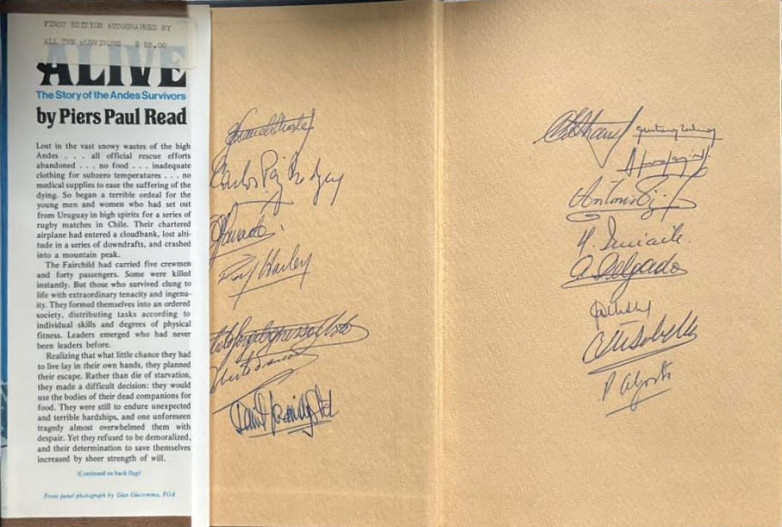 FIRST EDITION AUTOGRAPHED BY
ALL THE SURVIVORS $ 25.00
ALIVE
The Story of the Andes Survivors
by Piers Paul Read
Lost in the vast snowy wastes of the high
Andes . . . all official rescue efforts
abandoned . . . no food . . . inadequate
clothing for subzero temperatures . . . no
medical supplies to ease the suffering of the
dying. So began a terrible ordeal for the
young men and women who had set out
from Uruguay in high spirits for a series of
rugby matches in Chile. Their chartered
airplane had entered a cloudbank, lost alti-
tude in a series of downdrafts, and crashed
into a mountain peak.
The Fairchild had carried five crewmen
and forty passengers. Some were killed
instantly. But those who survived clung to
life with extraordinary tenacity and ingenu-
ity. They formed themselves into an ordered
society, distributing tasks according to
individual skills and degrees of physical
fitness. Leaders emerged who had never
been leaders before.
Realizing that what little chance they had
to live lay in their own hands, they planned
their escape. Rather than die of starvation,
they made a difficult decision: they would
use the bodies of their dead companions for
food. They were still to endure unexpected
and terrible hardships, and one unforeseen
tragedy almost overwhelmed them with
despair. Yet they refused to be demoralized,
and their determination to save themselves
increased by sheer strength of will.
(Continued on back flap)
Front panel photograph by Gian Giacomma, FOA
Carlos Páez Rodríguez
Roy Harley
A. Delgado